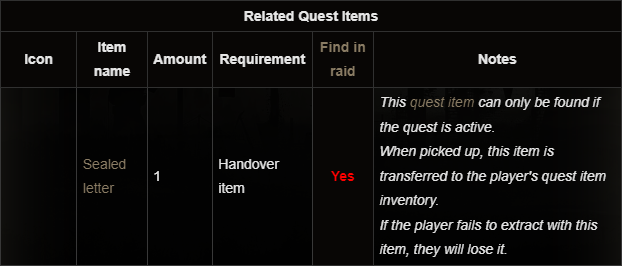 Related Quest Items
Icon
Item name
Amount
Requirement
Find in raid
Notes
Sealed letter
1
Handover item
Yes
This quest item can only be found if
the quest is active.
When picked up, this item is
transferred to the player's quest item
inventory.
If the player fails to extract with this
item, they will lose it.